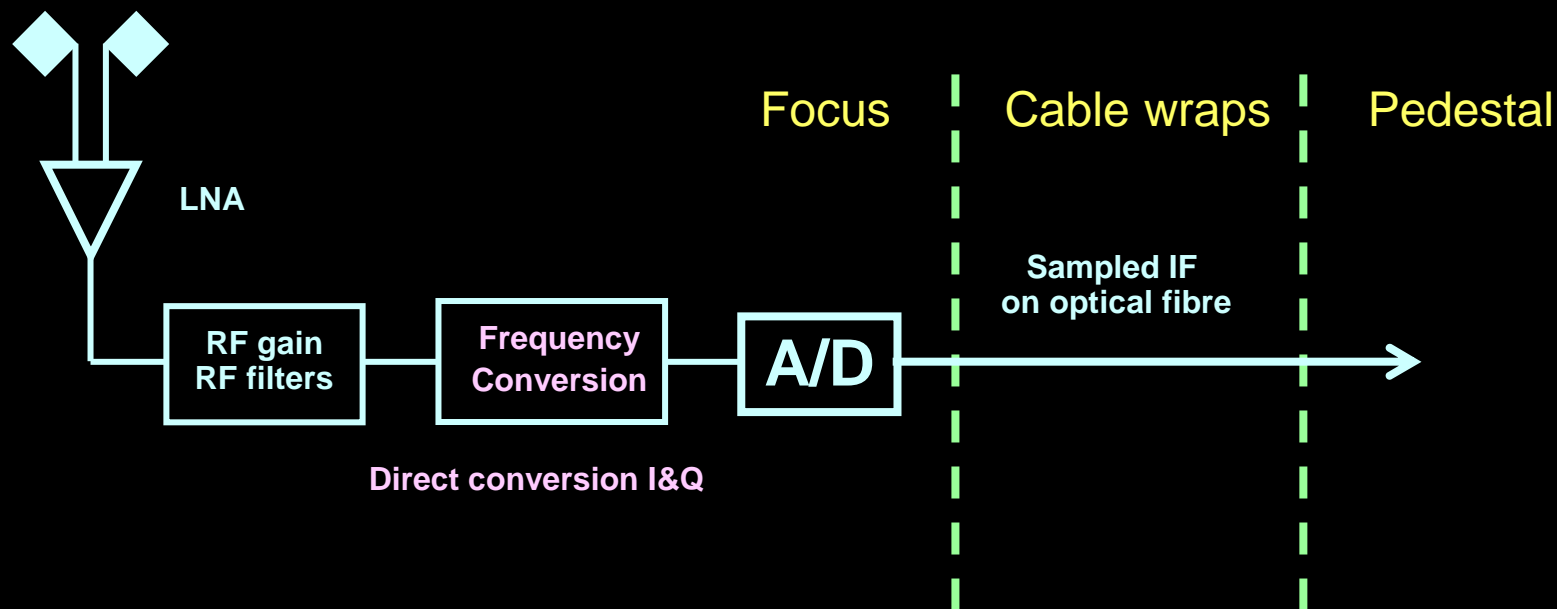 Focus
Cable wraps
Pedestal
LNA
Sampled IF
on optical fibre
RF gain
RF filters
Frequency
Conversion
A/D
Direct conversion I&Q